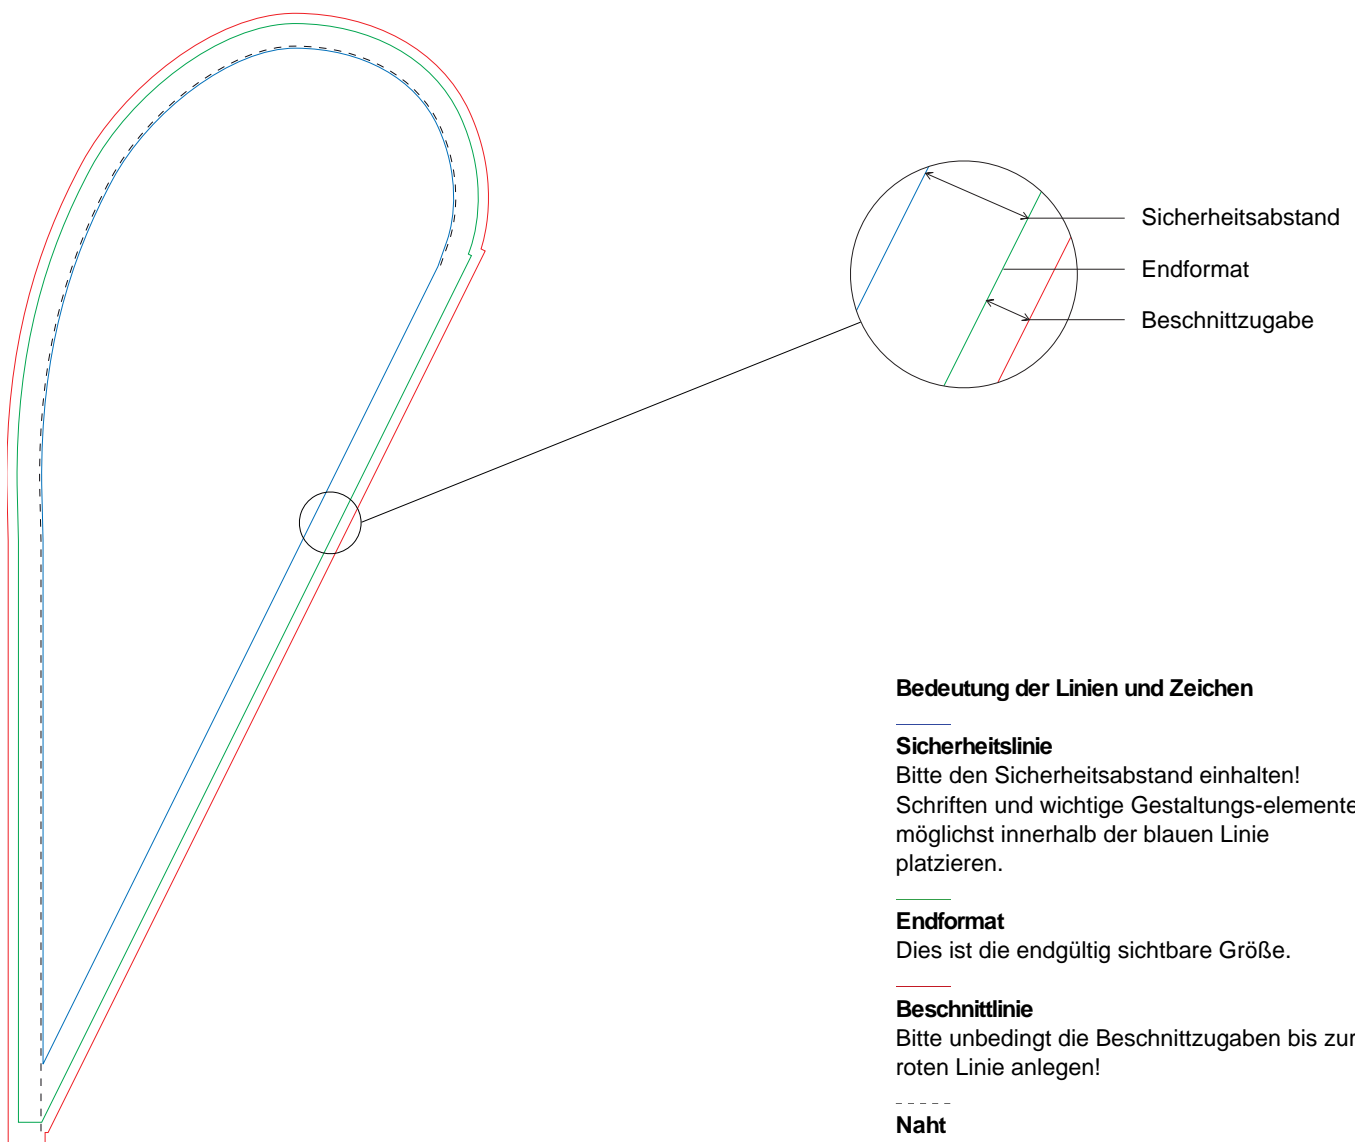 Sicherheitsabstand
Endformat
Beschnittzugabe
Bedeutung der Linien und Zeichen
Sicherheitslinie
Bitte den Sicherheitsabstand einhalten!
Schriften und wichtige Gestaltungs-elemente
möglichst innerhalb der blauen Linie
platzieren.
Endformat
Dies ist die endgültig sichtbare Größe.
Beschnittlinie
Bitte unbedingt die Beschnittzugaben bis zur
roten Linie anlegen!
Naht